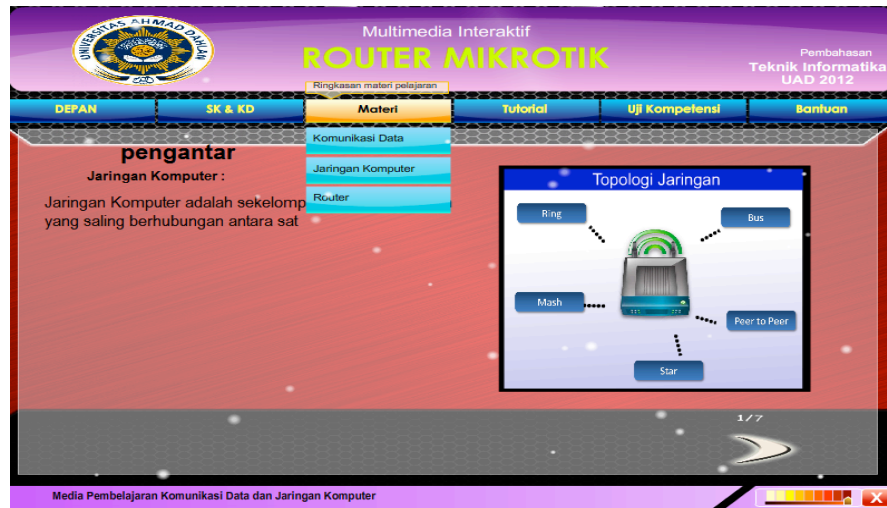 UNIVERSITAS AHMAD DAHLAN
UAD
Multimedia Interaktif
ROUTER MIKROTIK
Pembahasan
Teknik Informatika
UAD 2012
Ringkasan materi pelajaran
DEPAN
SK & KD
Materi
Tutorial
Uji Kompetensi
Bantuan
Komunikasi Data
Jaringan Komputer
Router
pengantar
Jaringan Komputer :
Jaringan Komputer adalah sekelomp
yang saling berhubungan antara sat
Topologi Jaringan
Ring
Bus
Mash
Peer to Peer
Star
1/7
Media Pembelajaran Komunikasi Data dan Jaringan Komputer
X